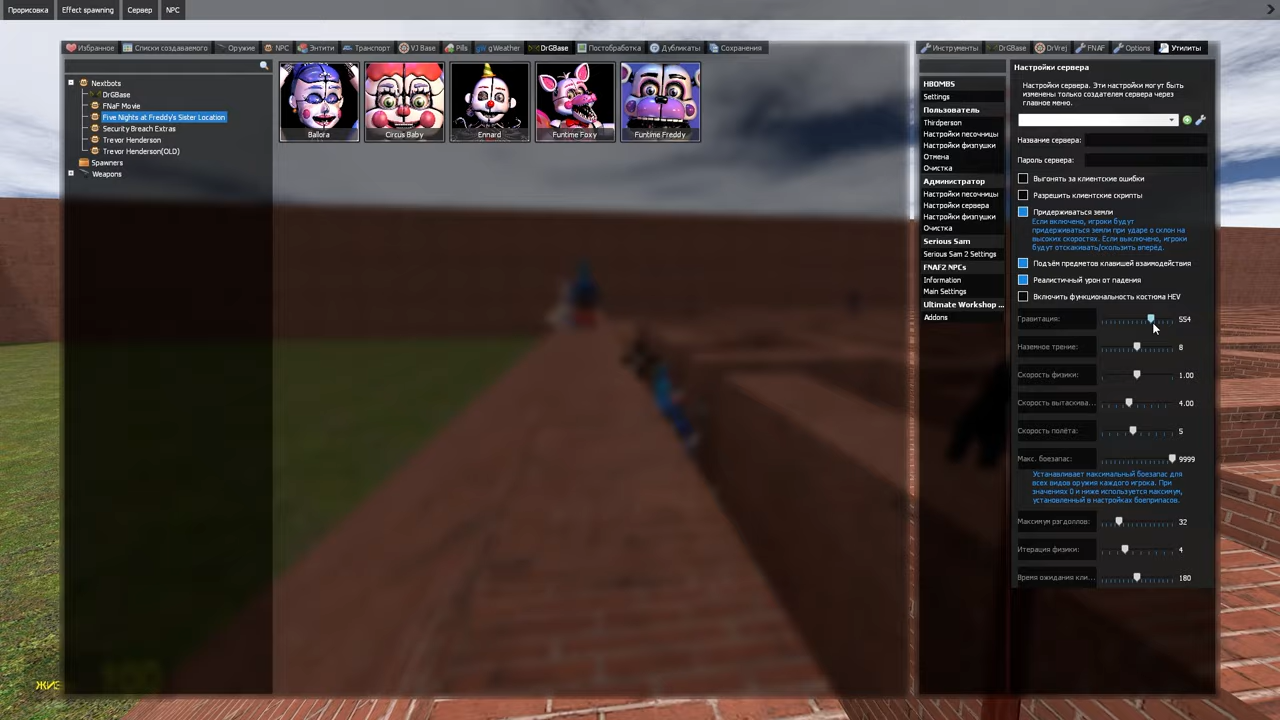 Прорисовка
Effect spawning
Сервер
NPC
Избранное
Списки создаваемого
Оружие
NPC
Энтити
Транспорт
VJ Base
Pills
gWeather
DrGBase
Постобработка
Дубликаты
Сохранения
Nextbots
DrGBase
FNaF Movie
Five Nights at Freddy's Sister Location
Security Breach Extras
Trevor Henderson
Trevor Henderson(OLD)
Spawners
Weapons
Ballora
Circus Baby
Ennard
Funtime Foxy
Funtime Freddy
Инструменты
DrGBase
DrVrej
FNAF
Options
Утилиты
HBOMBS
Settings
Пользователь
Thirdperson
Настройки песочницы
Настройки физпушки
Отмена
Очистка
Администратор
Настройки песочницы
Настройки сервера
Настройки физпушки
Очистка
Serious Sam
Serious Sam 2 Settings
FNAF2 NPCs
Information
Main Settings
Ultimate Workshop ...
Addons
Настройки сервера
Настройки сервера. Эти настройки могут быть
изменены только создателем сервера через
главное меню.
Название сервера:
Пароль сервера:
Выгонять за клиентские ошибки
Разрешить клиентские скрипты
Придерживаться земли
Если включено, игроки будут
придерживаться земли при ударе о склон на
высоких скоростях. Если выключено, игроки
будут отскакивать/скользить вперёд.
Подъём предметов клавишей взаимодействия
Реалистичный урон от падения
Включить функциональность костюма HEV
Гравитация: 554
Наземное трение: 8
Скорость физики: 1.00
Скорость вытаскива... 4.00
Скорость полёта: 5
Макс. боезапас: 9999
Устанавливает максимальный боезапас для
всех видов оружия каждого игрока. При
значениях 0 и ниже используется максимум,
установленный в настройках боеприпасов.
Максимум рэгдоллов: 32
Итерация физики: 4
Время ожидания кли... 180